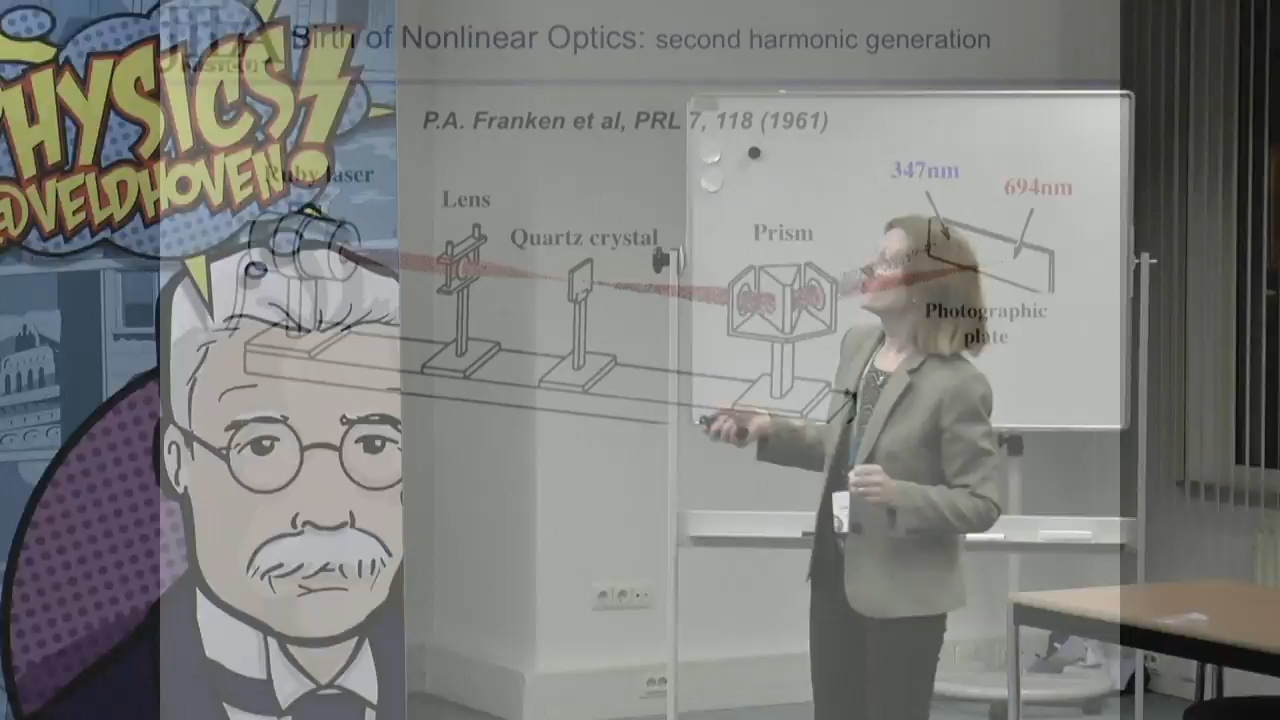 PHYSICS!
@VELDHOVEN!
JILA
Birth of Nonlinear Optics: second harmonic generation
P.A. Franken et al, PRL 7, 118 (1961)
Ruby laser
Lens
Quartz crystal
Prism
347nm
694nm
Photographic
plate